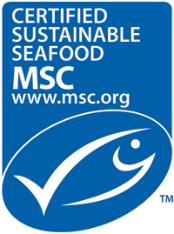 CERTIFIED
SUSTAINABLE
SEAFOOD
MSC
www.msc.org
TM